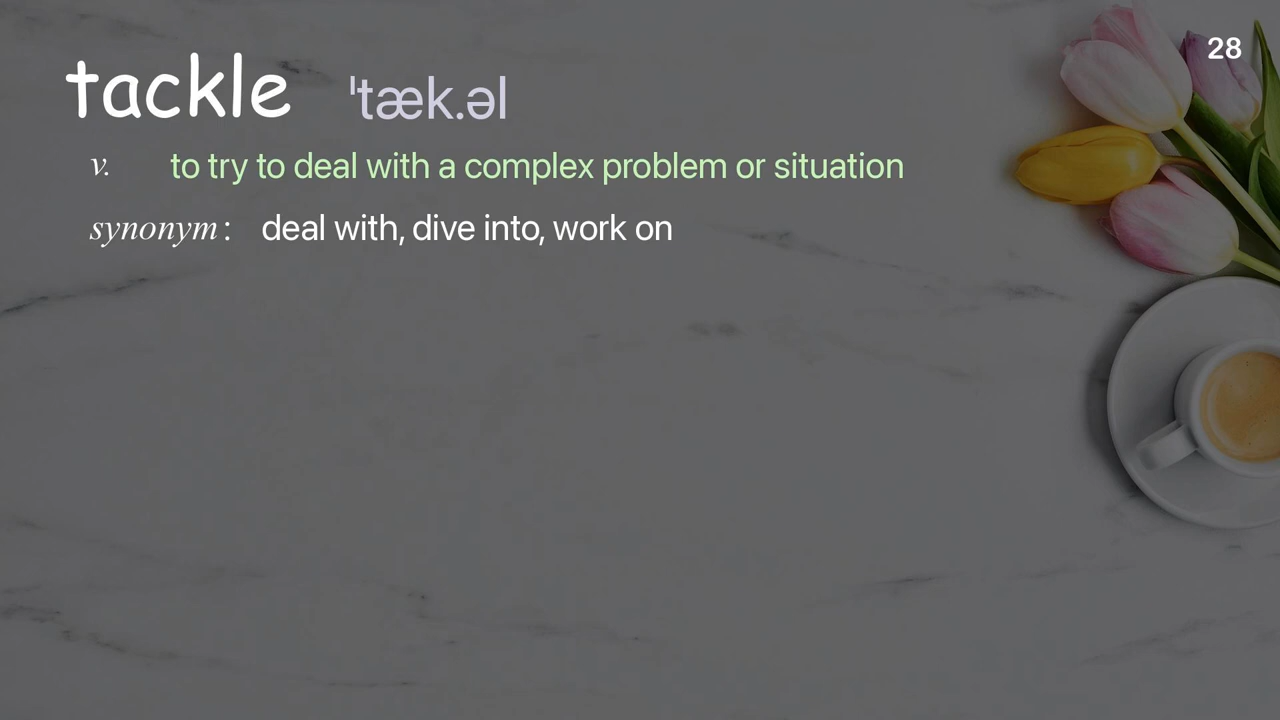 28
tackle ˈtæk.əl
v. to try to deal with a complex problem or situation
synonym: deal with, dive into, work on